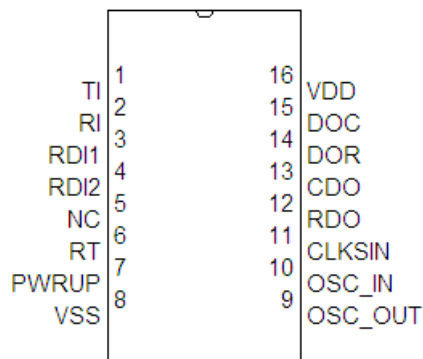 TI 1 16 VDD
RI 2 15 DOC
RDI1 3 14 DOR
RDI2 4 13 CDO
NC 5 12 RDO
RT 6 11 CLKSIN
PWRUP 7 10 OSC_IN
VSS 8 9 OSC_OUT